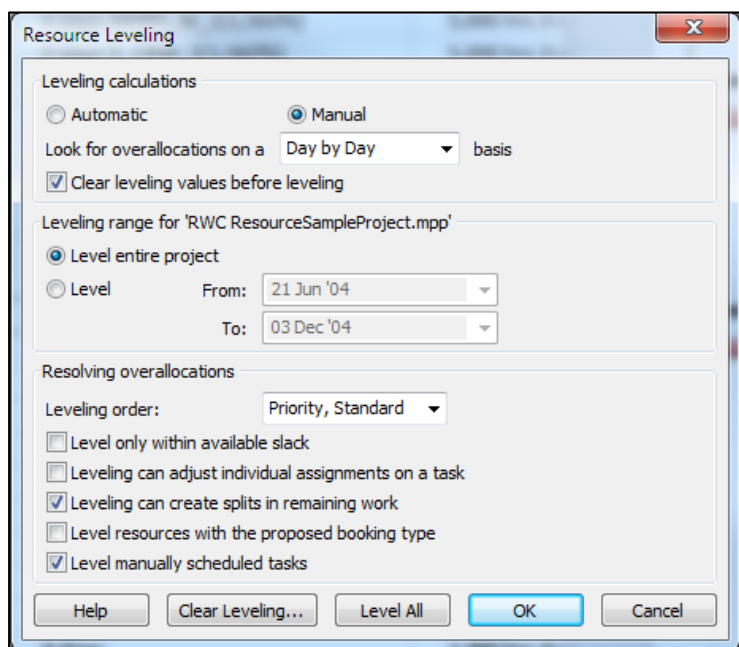 Resource Leveling
Leveling calculations
Automatic Manual
Look for overallocations on a Day by Day basis
Clear leveling values before leveling
Leveling range for 'RWC ResourceSampleProject.mpp'
Level entire project
Level From: 21 Jun '04
To: 03 Dec '04
Resolving overallocations
Leveling order: Priority, Standard
Level only within available slack
Leveling can adjust individual assignments on a task
Leveling can create splits in remaining work
Level resources with the proposed booking type
Level manually scheduled tasks
Help Clear Leveling... Level All OK Cancel